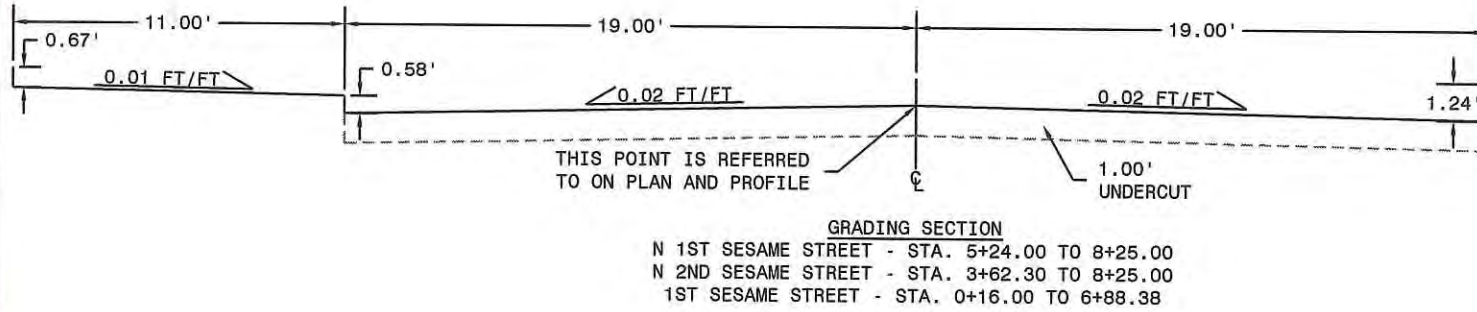 11.00' 19.00' 19.00'
0.67'
0.58'
0.01 FT/FT 0.02 FT/FT 0.02 FT/FT
1.24'
THIS POINT IS REFERRED
TO ON PLAN AND PROFILE
℄
1.00'
UNDERCUT
GRADING SECTION
N 1ST SESAME STREET - STA. 5+24.00 TO 8+25.00
N 2ND SESAME STREET - STA. 3+62.30 TO 8+25.00
1ST SESAME STREET - STA. 0+16.00 TO 6+88.38